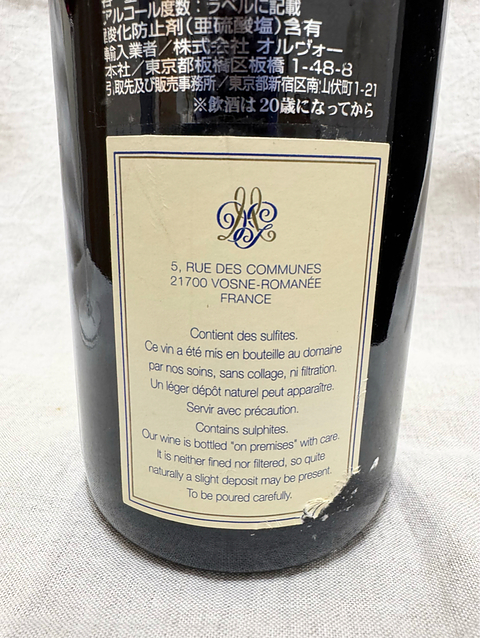 アルコール度数：ラベルに記載
酸化防止剤（亜硫酸塩）含有
輸入業者／株式会社 オルヴォー
本社／東京都板橋区板橋 1-48-8
引取先及び販売事務所／東京都新宿区南山伏町1-21
※飲酒は20歳になってから
5, RUE DES COMMUNES
21700 VOSNE-ROMANÉE
FRANCE
Contient des sulfites.
Ce vin a été mis en bouteille au domaine
par nos soins, sans collage, ni filtration.
Un léger dépôt naturel peut apparaître.
Servir avec précaution.
Contains sulphites.
Our wine is bottled "on premises" with care.
It is neither fined nor filtered, so quite
naturally a slight deposit may be present.
To be poured carefully.